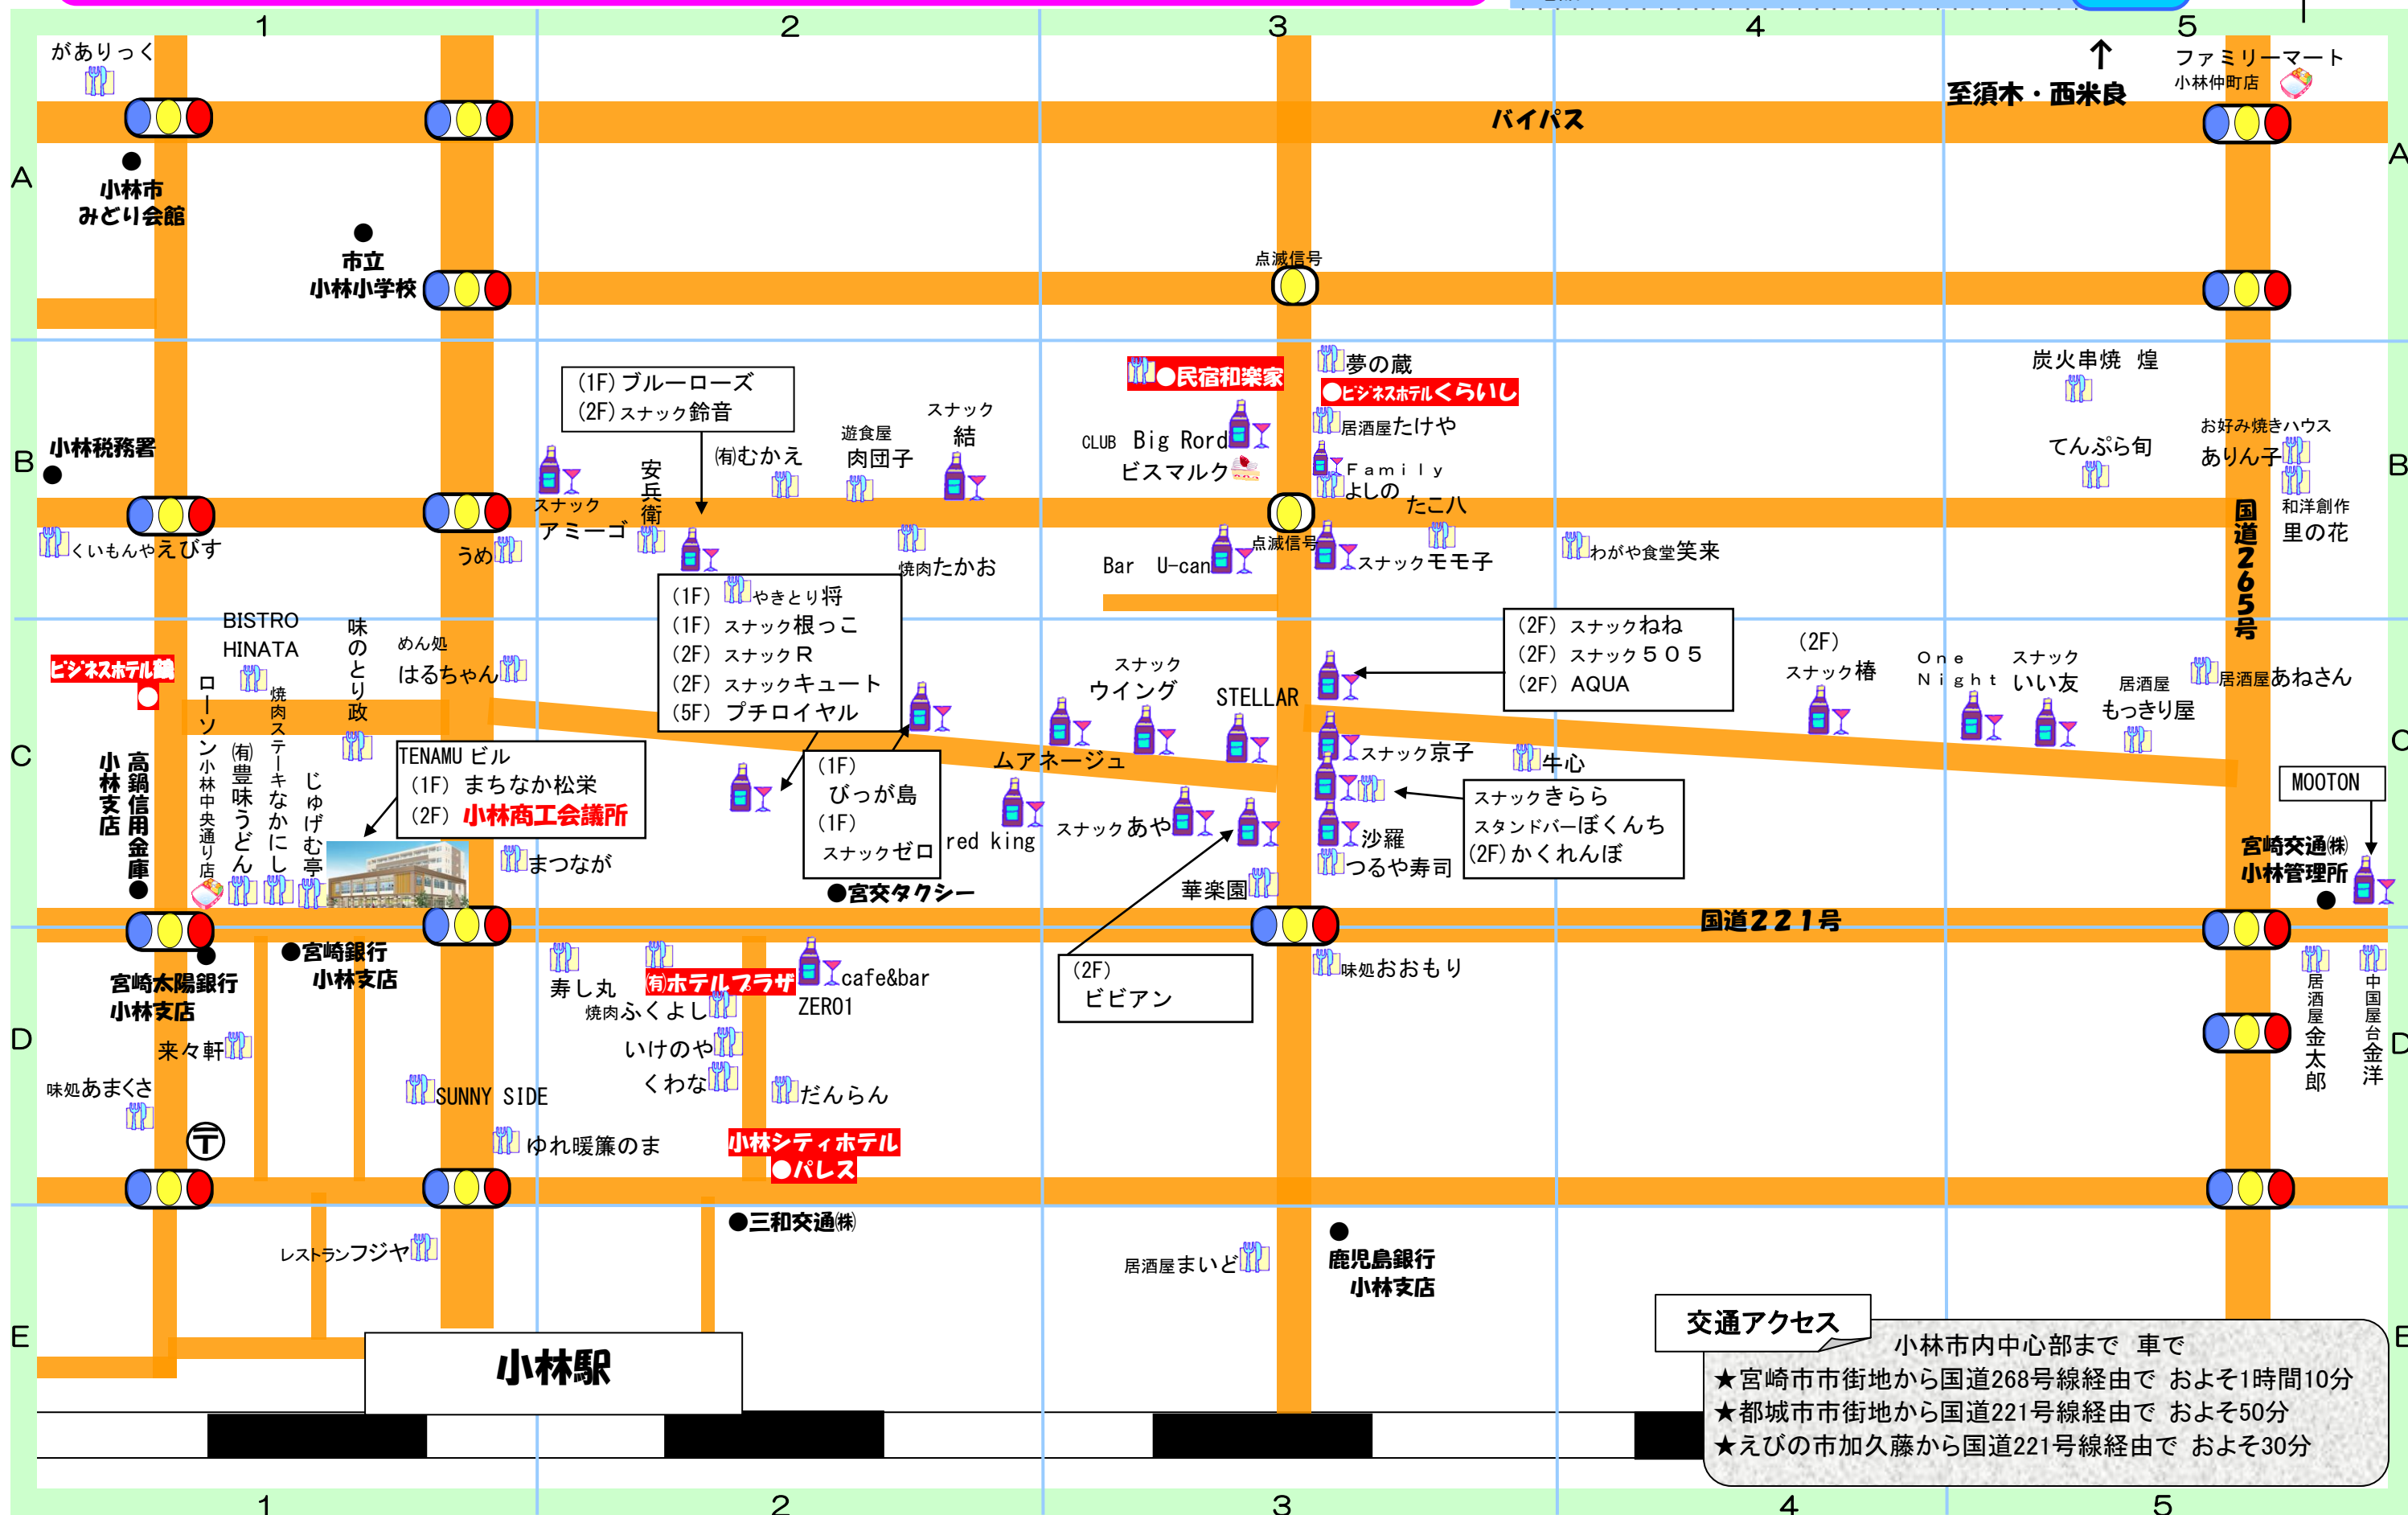 1
2
3
4
5
がありっく
↑
至須木・西米良
ファミリーマート
小林仲町店
バイパス
A
A
小林市
みどり会館
市立
小林小学校
点滅信号
B
B
小林税務署
(1F)ブルーローズ
(2F)スナック鈴音
スナック
アミーゴ
安兵衛
㈲むかえ
遊食屋
肉団子
スナック
結
●民宿和楽家
CLUB Big Rord
ビスマルク
夢の蔵
●ビジネスホテルくらいし
居酒屋たけや
Family
よしの
たこ八
炭火串焼 煌
てんぷら旬
お好み焼きハウス
ありん子
和洋創作
里の花
国道265号
くいもんやえびす
うめ
焼肉たかお
Bar U-can
点滅信号
スナックモモ子
わがや食堂笑来
C
C
BISTRO
HINATA
味のとり政
めん処
はるちゃん
ビジネスホテル鶴
●
ローソン小林中央通り店
㈲豊味うどん
焼肉ステーキなかにし
じゅげむ亭
高鍋信用金庫
小林支店
TENAMUビル
(1F) まちなか松栄
(2F) 小林商工会議所
まつなが
(1F) やきとり将
(1F) スナック根っこ
(2F) スナックR
(2F) スナックキュート
(5F) プチロイヤル
(1F)
びっが島
(1F)
スナックゼロ
●宮交タクシー
スナック
ウイング
STELLAR
ムアネージュ
red king
スナックあや
華楽園
(2F) スナックねね
(2F) スナック505
(2F) AQUA
スナック京子
牛心
スナックきらら
スタンドバーぼくんち
(2F)かくれんぼ
沙羅
つるや寿司
(2F)
スナック椿
One
Night
スナック
いい友
居酒屋
もっきり屋
居酒屋あねさん
MOOTON
宮崎交通㈱
小林管理所
国道221号
D
D
宮崎太陽銀行
小林支店
●宮崎銀行
小林支店
来々軒
味処あまくさ
〒
SUNNY SIDE
寿し丸
㈲ホテルプラザ
焼肉ふくよし
いけのや
くわな
cafe&bar
ZERO1
だんらん
ゆれ暖簾のま
小林シティホテル
●パレス
(2F)
ビビアン
味処おおもり
居酒屋金太郎
中国屋台金洋
E
E
レストランフジヤ
●三和交通㈱
居酒屋まいど
鹿児島銀行
小林支店
小林駅
交通アクセス
小林市内中心部まで 車で
★宮崎市市街地から国道268号線経由で およそ1時間10分
★都城市市街地から国道221号線経由で およそ50分
★えびの市加久藤から国道221号線経由で およそ30分
1
2
3
4
5